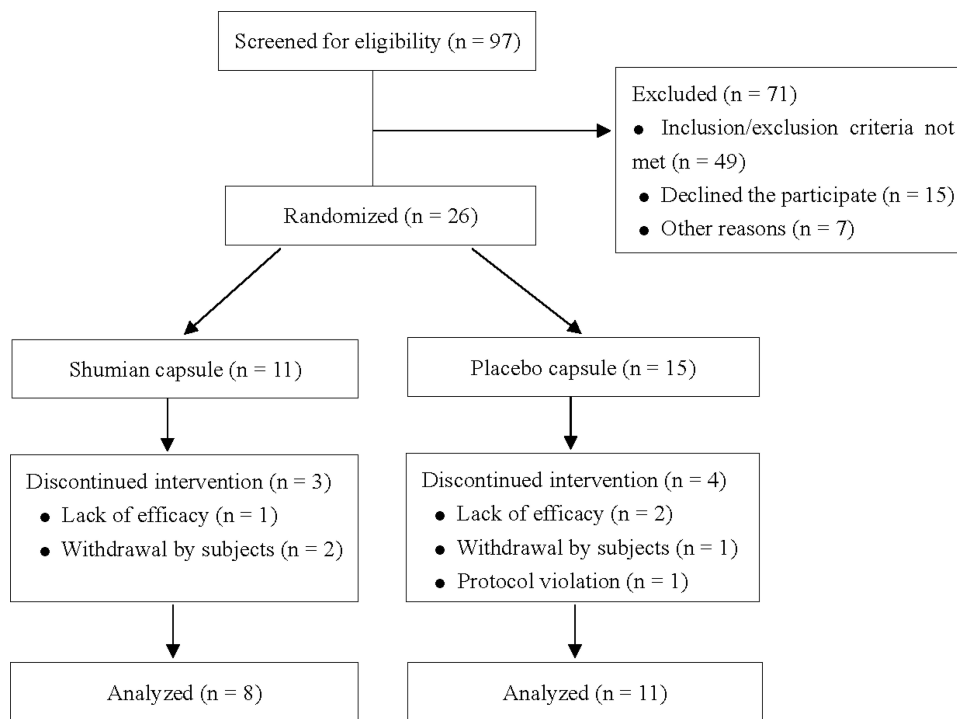 Screened for eligibility (n = 97)
Excluded (n = 71)
● Inclusion/exclusion criteria not
met (n = 49)
● Declined the participate (n = 15)
● Other reasons (n = 7)
Randomized (n = 26)
Shumian capsule (n = 11)
Placebo capsule (n = 15)
Discontinued intervention (n = 3)
● Lack of efficacy (n = 1)
● Withdrawal by subjects (n = 2)
Discontinued intervention (n = 4)
● Lack of efficacy (n = 2)
● Withdrawal by subjects (n = 1)
● Protocol violation (n = 1)
Analyzed (n = 8)
Analyzed (n = 11)